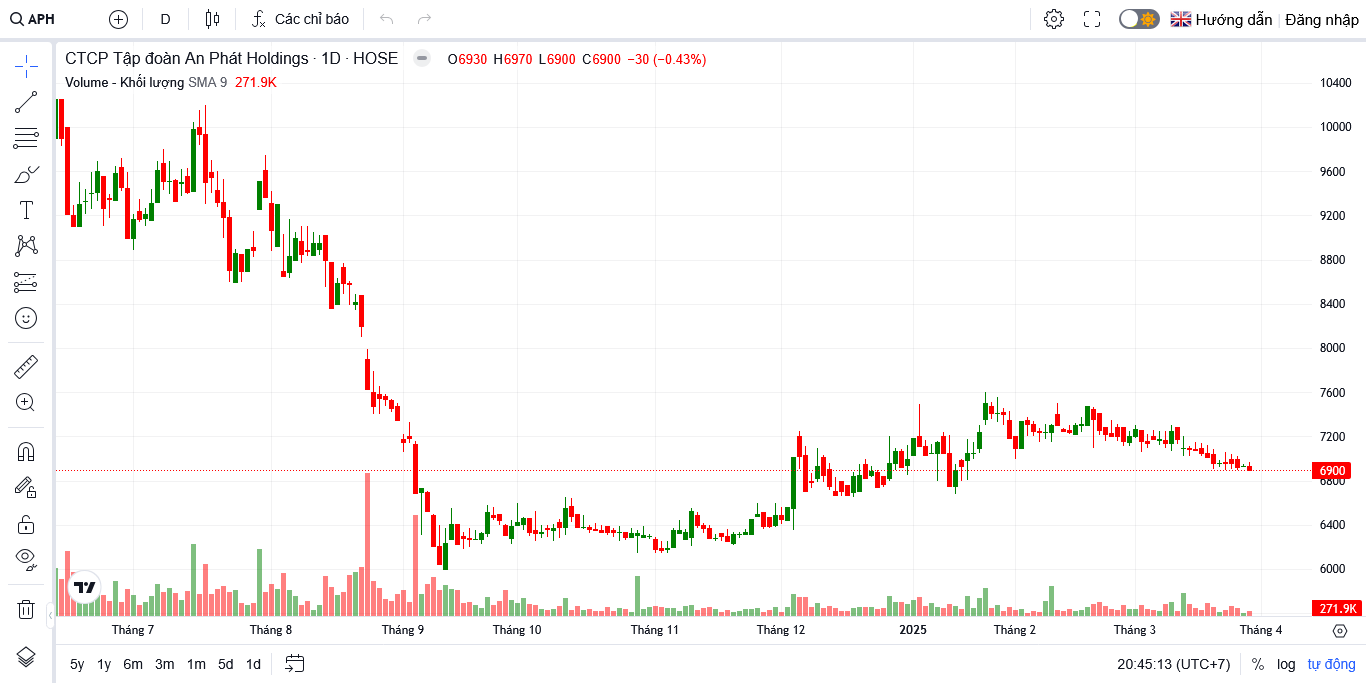 APH D Các chỉ báo Hướng dẫn Đăng nhập
CTCP Tập đoàn An Phát Holdings · 1D · HOSE O6930 H6970 L6900 C6900 −30 (−0.43%)
Volume - Khối lượng SMA 9 271.9K
10400
10000
9600
9200
8800
8400
8000
7600
7200
6900
6800
6400
6000
271.9K
Tháng 7 Tháng 8 Tháng 9 Tháng 10 Tháng 11 Tháng 12 2025 Tháng 2 Tháng 3 Tháng 4
5y 1y 6m 3m 1m 5d 1d 20:45:13 (UTC+7) % log tự động